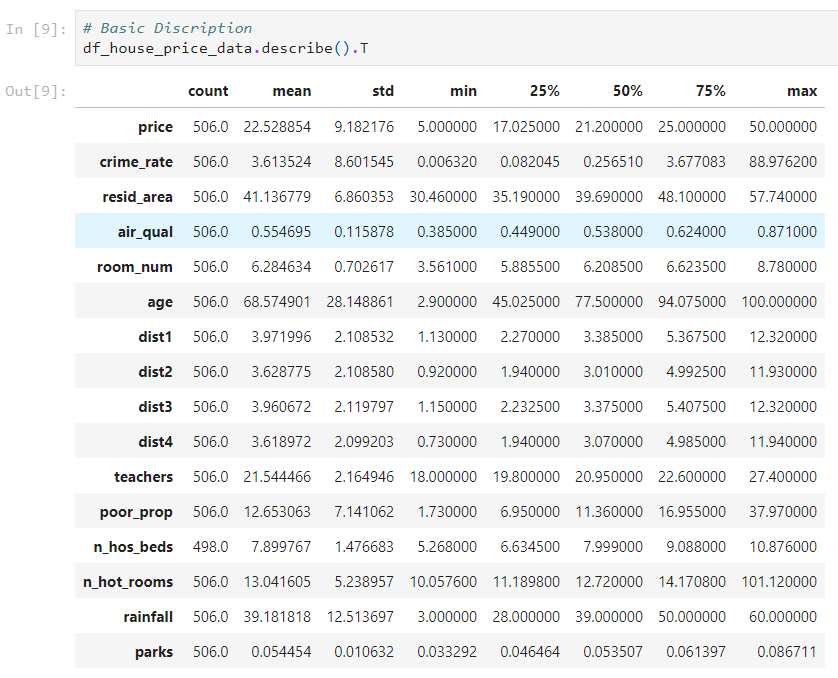 In [9]:
# Basic Discription
df_house_price_data.describe().T
Out[9]:
count mean std min 25% 50% 75% max
price 506.0 22.528854 9.182176 5.000000 17.025000 21.200000 25.000000 50.000000
crime_rate 506.0 3.613524 8.601545 0.006320 0.082045 0.256510 3.677083 88.976200
resid_area 506.0 41.136779 6.860353 30.460000 35.190000 39.690000 48.100000 57.740000
air_qual 506.0 0.554695 0.115878 0.385000 0.449000 0.538000 0.624000 0.871000
room_num 506.0 6.284634 0.702617 3.561000 5.885500 6.208500 6.623500 8.780000
age 506.0 68.574901 28.148861 2.900000 45.025000 77.500000 94.075000 100.000000
dist1 506.0 3.971996 2.108532 1.130000 2.270000 3.385000 5.367500 12.320000
dist2 506.0 3.628775 2.108580 0.920000 1.940000 3.010000 4.992500 11.930000
dist3 506.0 3.960672 2.119797 1.150000 2.232500 3.375000 5.407500 12.320000
dist4 506.0 3.618972 2.099203 0.730000 1.940000 3.070000 4.985000 11.940000
teachers 506.0 21.544466 2.164946 18.000000 19.800000 20.950000 22.600000 27.400000
poor_prop 506.0 12.653063 7.141062 1.730000 6.950000 11.360000 16.955000 37.970000
n_hos_beds 498.0 7.899767 1.476683 5.268000 6.634500 7.999000 9.088000 10.876000
n_hot_rooms 506.0 13.041605 5.238957 10.057600 11.189800 12.720000 14.170800 101.120000
rainfall 506.0 39.181818 12.513697 3.000000 28.000000 39.000000 50.000000 60.000000
parks 506.0 0.054454 0.010632 0.033292 0.046464 0.053507 0.061397 0.086711